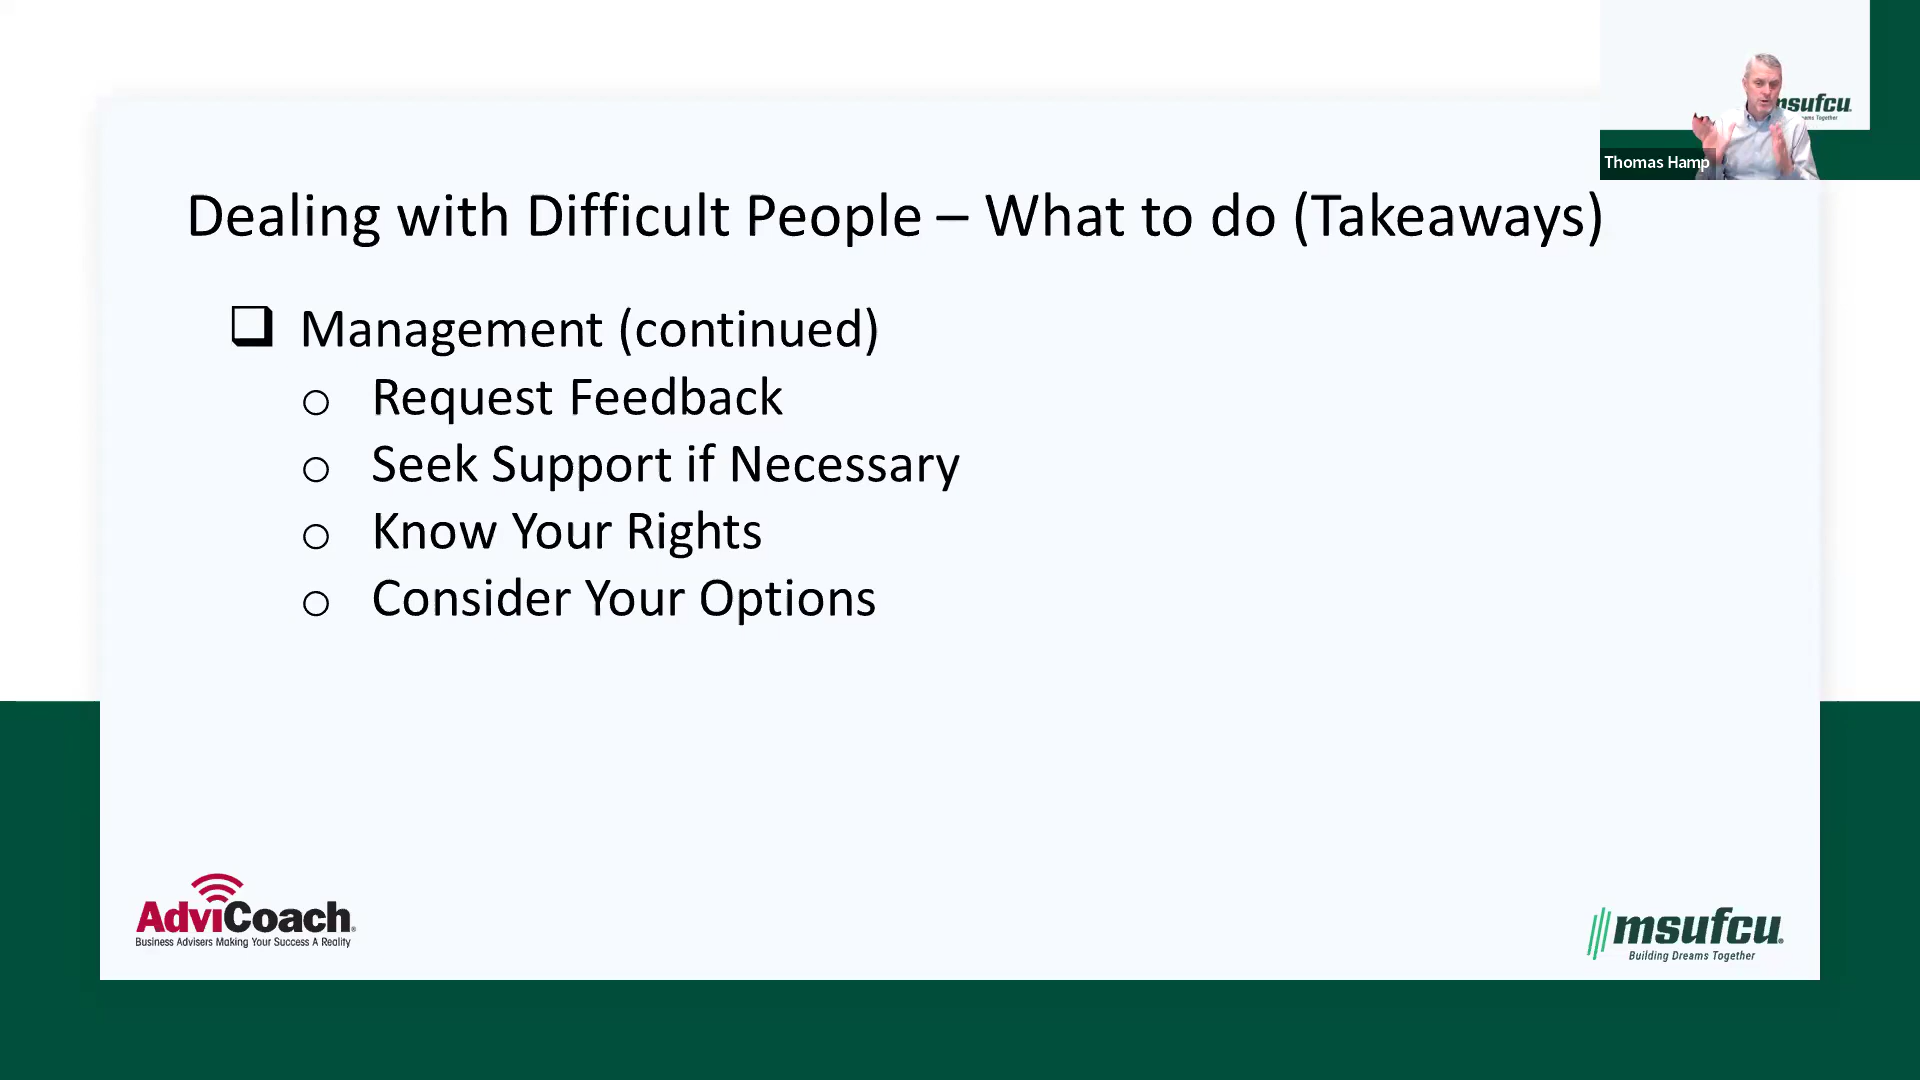 msufcu
Thomas Hamp
Dealing with Difficult People – What to do (Takeaways)
Management (continued)
Request Feedback
Seek Support if Necessary
Know Your Rights
Consider Your Options
AdviCoach®
Business Advisers Making Your Success A Reality
msufcu®
Building Dreams Together